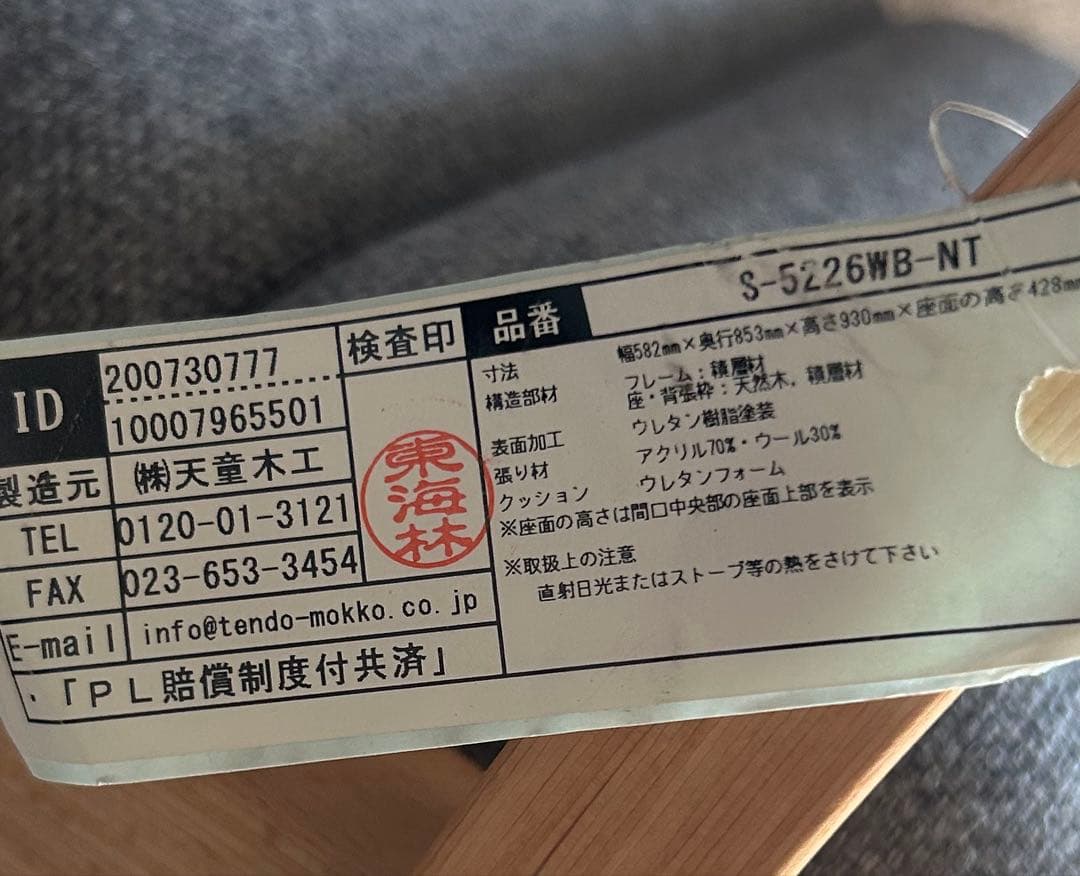 ID 200730777
10007965501
製造元 ㈱天童木工
TEL 0120-01-3121
FAX 023-653-3454
E-mail info@tendo-mokko.co.jp
・「ＰＬ賠償制度付共済」
検査印
東海林
品番 S-5226WB-NT
寸法 幅582mm×奥行853mm×高さ930mm×座面の高さ428mm
構造部材 フレーム：積層材
座・背張枠：天然木，積層材
表面加工 ウレタン樹脂塗装
張り材 アクリル70%・ウール30%
クッション ウレタンフォーム
※座面の高さは間口中央部の座面上部を表示
※取扱上の注意
直射日光またはストーブ等の熱をさけて下さい